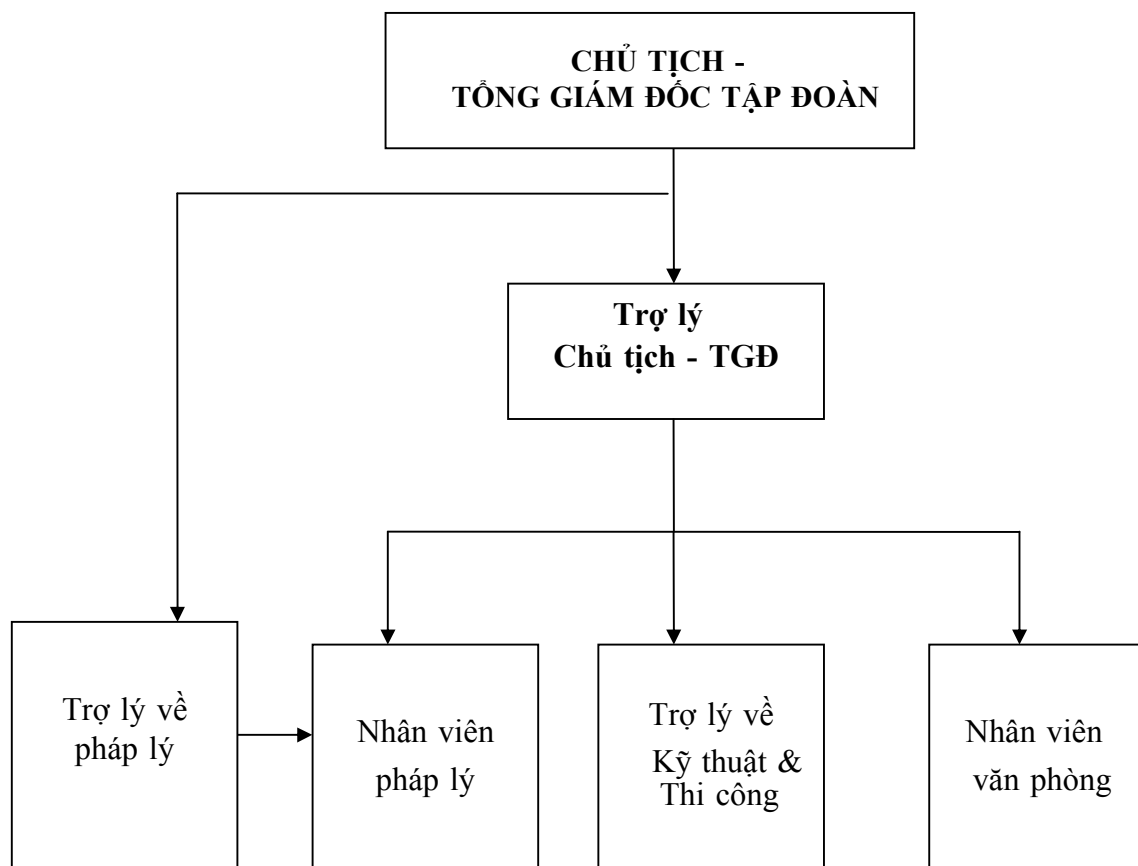 CHỦ TỊCH -
TỔNG GIÁM ĐỐC TẬP ĐOÀN
Trợ lý
Chủ tịch - TGĐ
Trợ lý về
pháp lý
Nhân viên
pháp lý
Trợ lý về
Kỹ thuật &
Thi công
Nhân viên
văn phòng